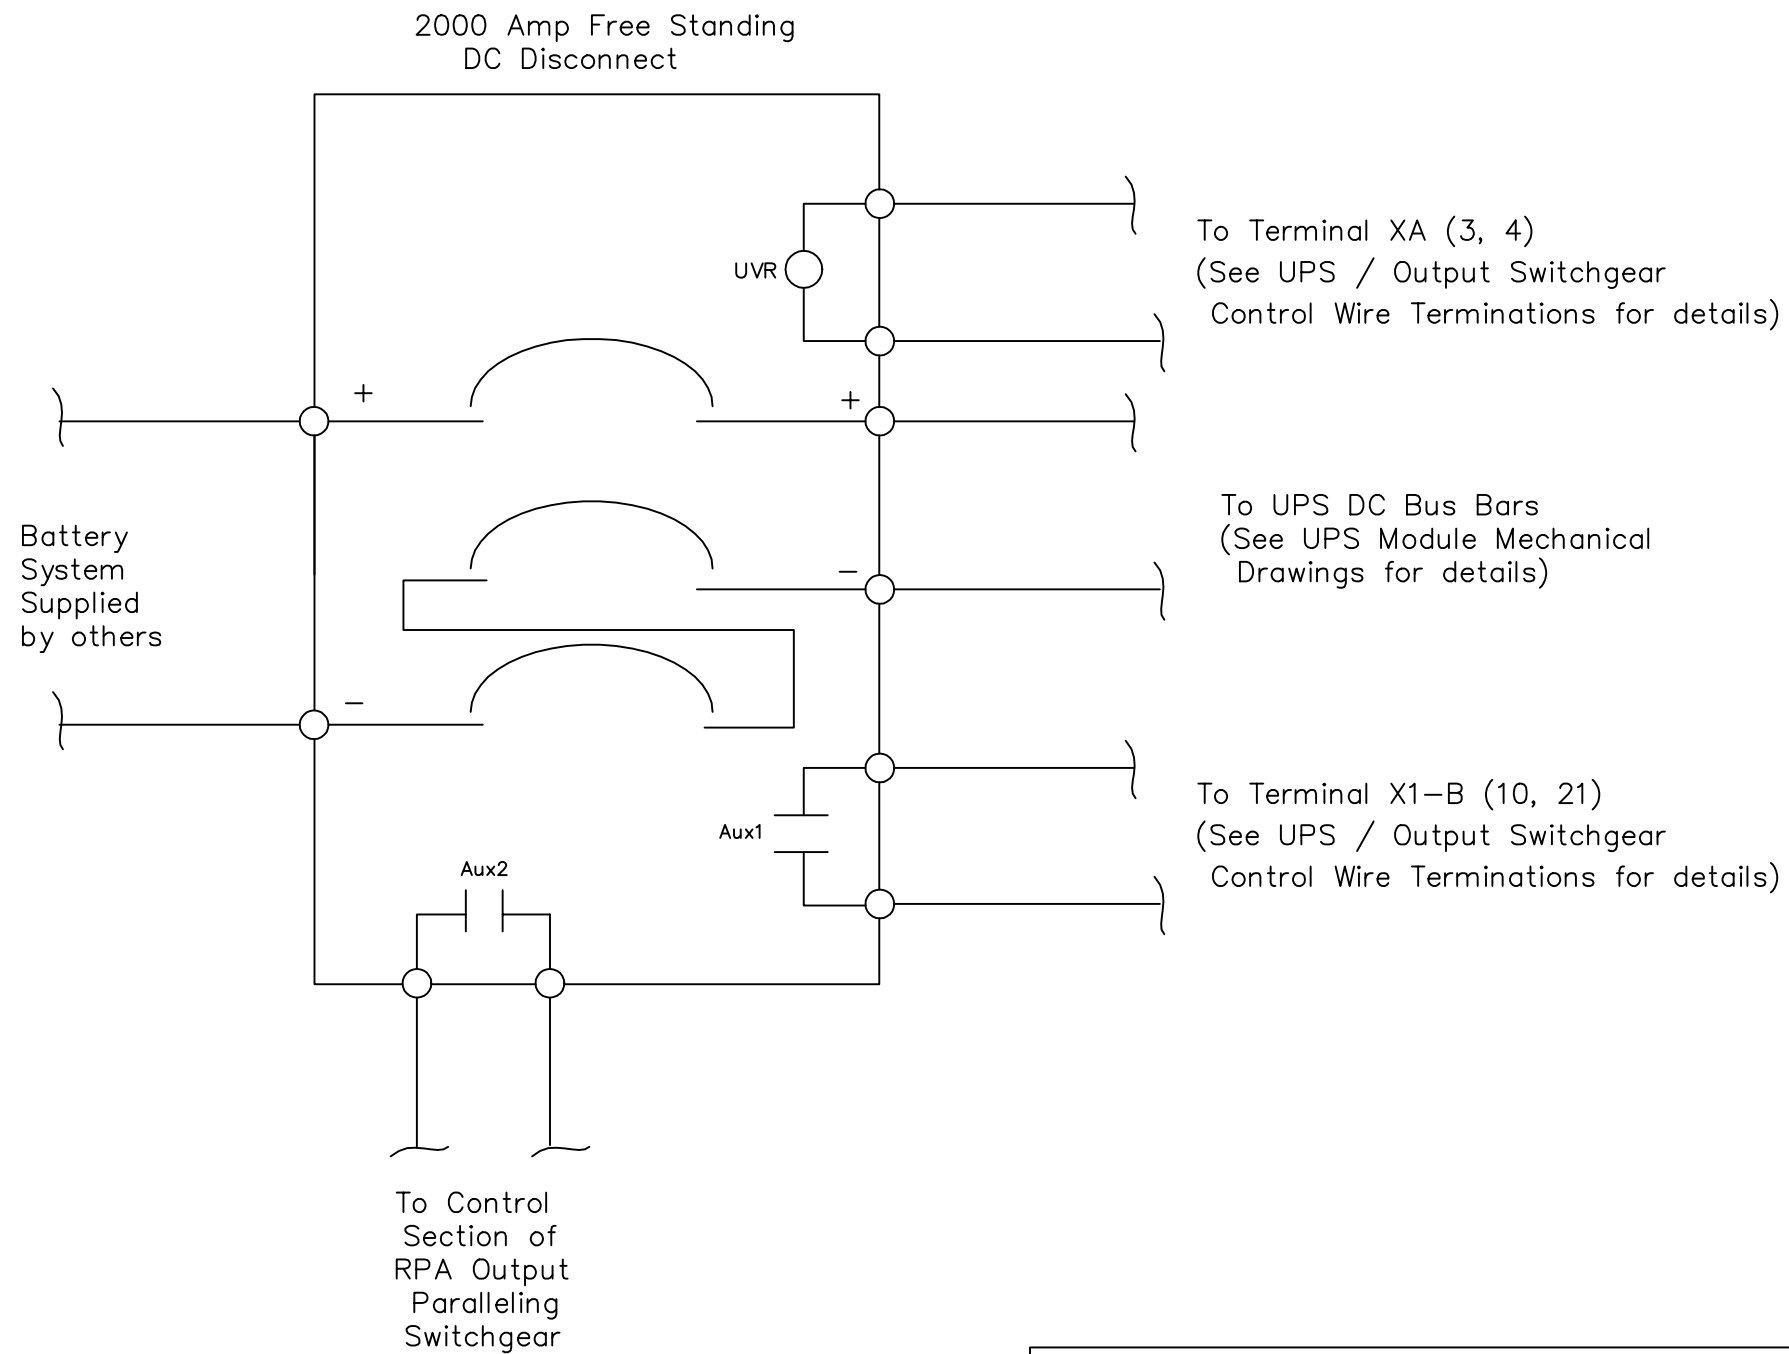 2000 Amp Free Standing
DC Disconnect
UVR
To Terminal XA (3, 4)
(See UPS / Output Switchgear
Control Wire Terminations for details)
+
+
Battery
System
Supplied
by others
To UPS DC Bus Bars
(See UPS Module Mechanical
Drawings for details)
−
−
Aux1
To Terminal X1−B (10, 21)
(See UPS / Output Switchgear
Control Wire Terminations for details)
Aux2
To Control
Section of
RPA Output
Paralleling
Switchgear